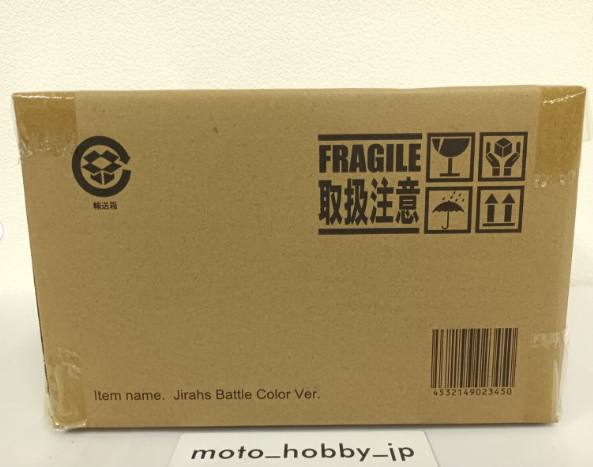 輸送箱
FRAGILE
取扱注意
Item name. Jirahs Battle Color Ver.
4532149023450
moto_hobby_jp